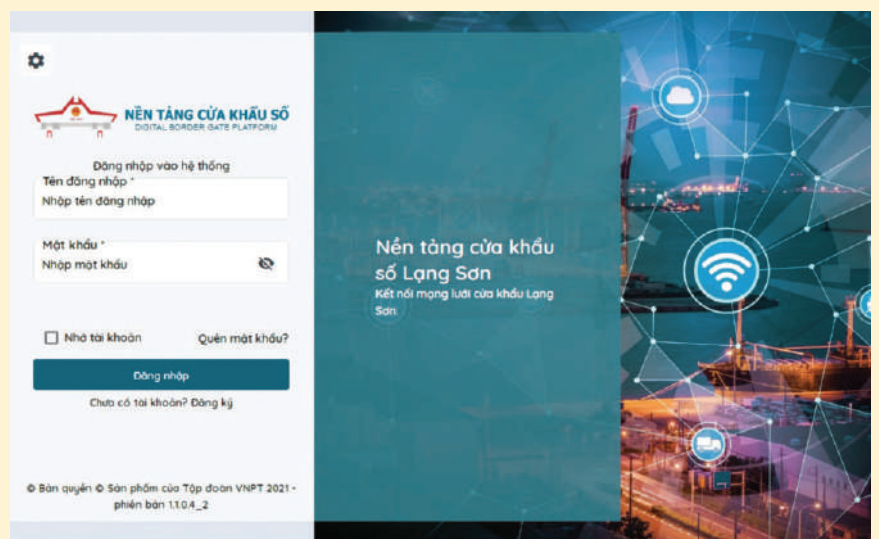 NỀN TẢNG CỬA KHẨU SỐ
DIGITAL BORDER GATE PLATFORM
Đăng nhập vào hệ thống
Tên đăng nhập *
Nhập tên đăng nhập
Mật khẩu *
Nhập mật khẩu
Nhớ tài khoản
Quên mật khẩu?
Đăng nhập
Chưa có tài khoản? Đăng ký
© Bản quyền © Sản phẩm của Tập đoàn VNPT 2021 -
phiên bản 1.1.0.4_2
Nền tảng cửa khẩu
số Lạng Sơn
Kết nối mạng lưới cửa khẩu Lạng
Sơn